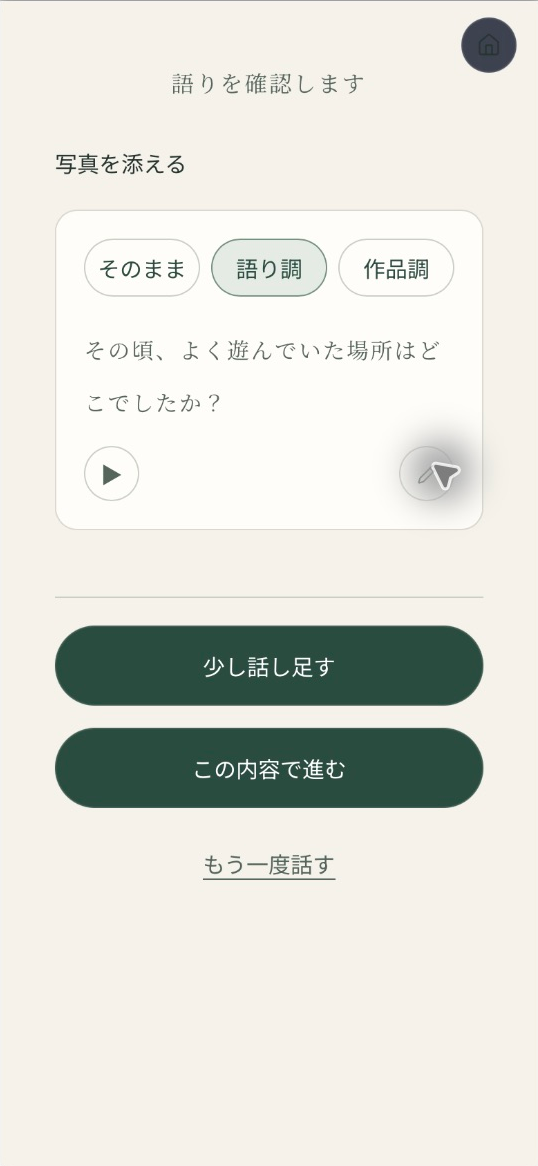 語りを確認します
写真を添える
そのまま 語り調 作品調
その頃、よく遊んでいた場所はど
こでしたか？
少し話し足す
この内容で進む
もう一度話す